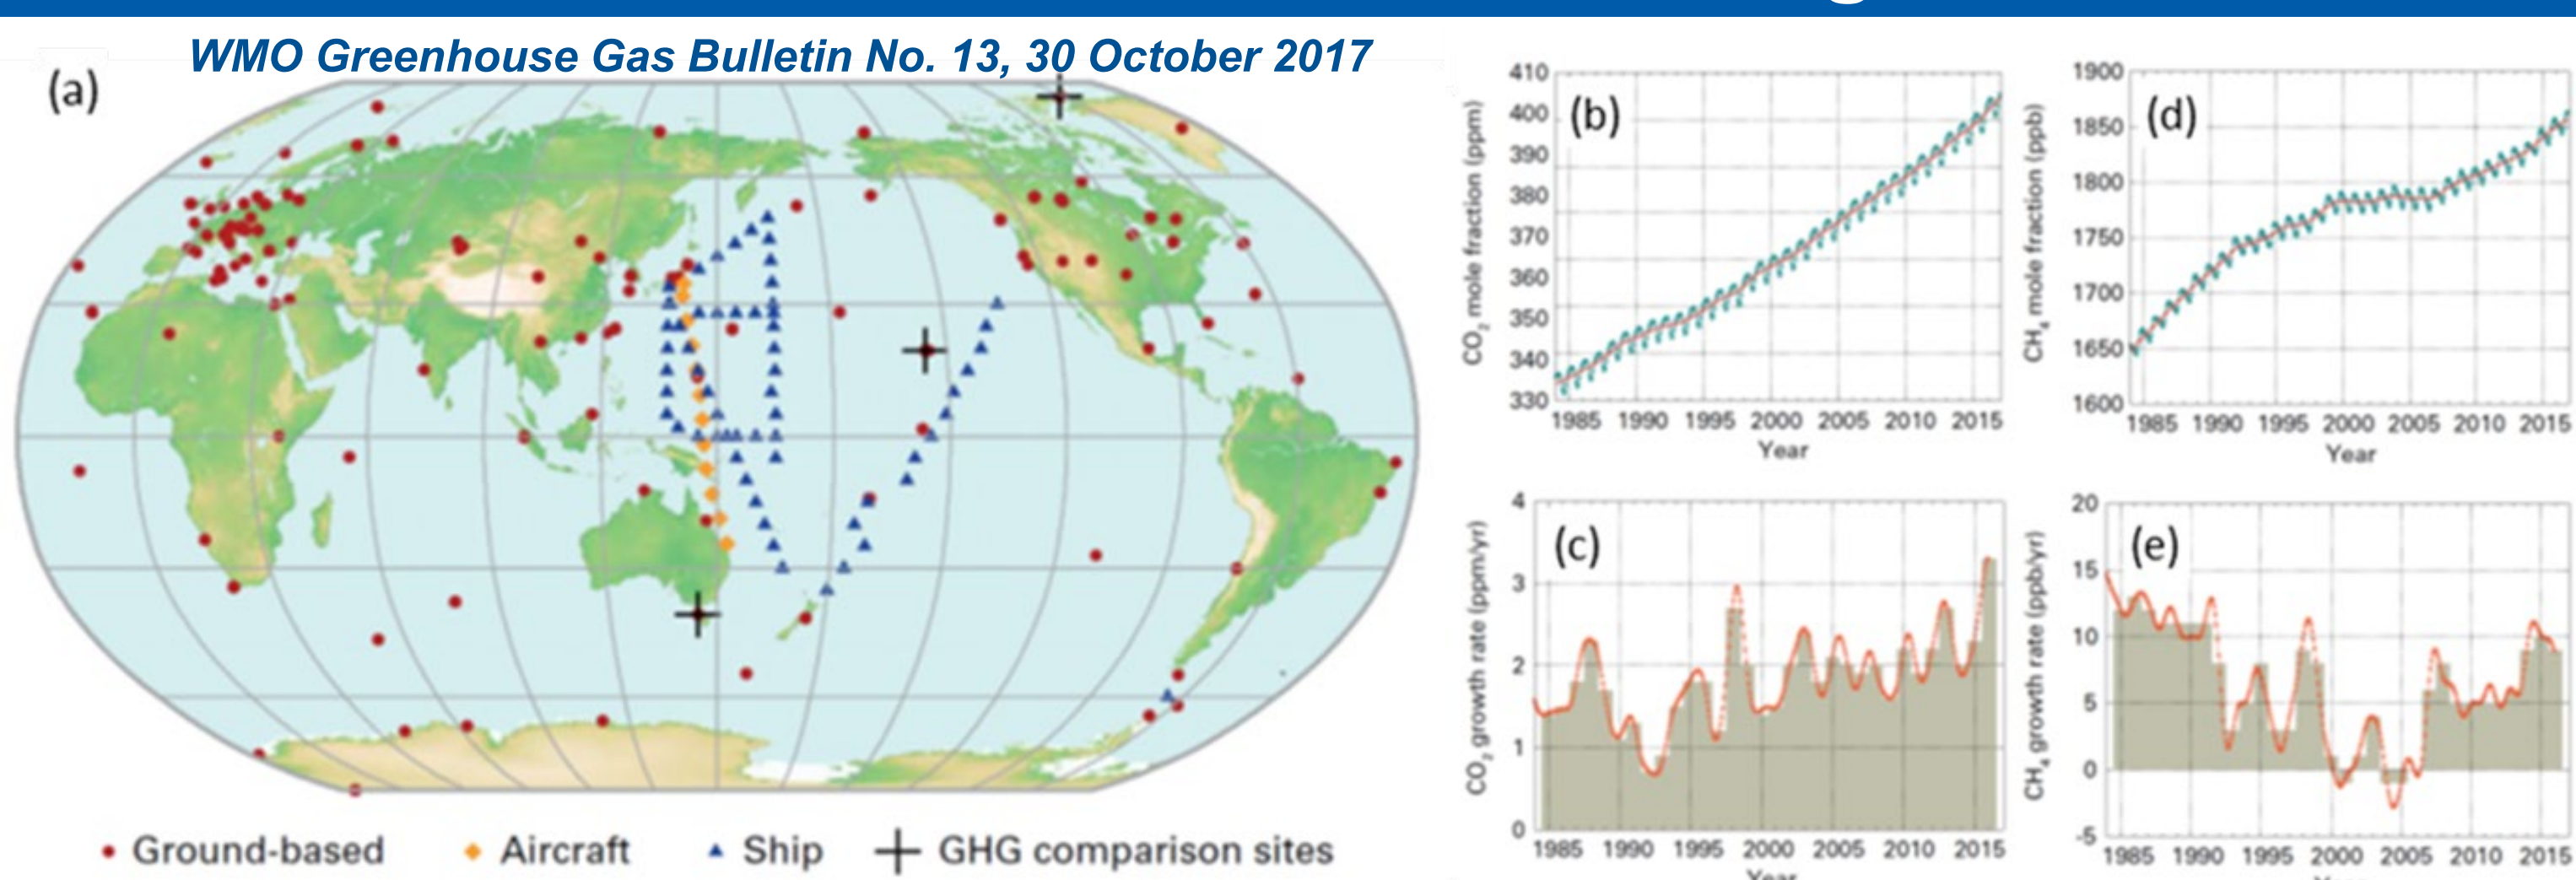 WMO Greenhouse Gas Bulletin No. 13, 30 October 2017
(a)
Ground-based
Aircraft
Ship
GHG comparison sites
(b)
CO2 mole fraction (ppm)
410
400
390
380
370
360
350
340
330
1985 1990 1995 2000 2005 2010 2015
Year
(d)
CH4 mole fraction (ppb)
1900
1850
1800
1750
1700
1650
1600
1985 1990 1995 2000 2005 2010 2015
Year
(c)
CO2 growth rate (ppm/yr)
4
3
2
1
0
1985 1990 1995 2000 2005 2010 2015
Year
(e)
CH4 growth rate (ppb/yr)
20
15
10
5
0
-5
1985 1990 1995 2000 2005 2010 2015